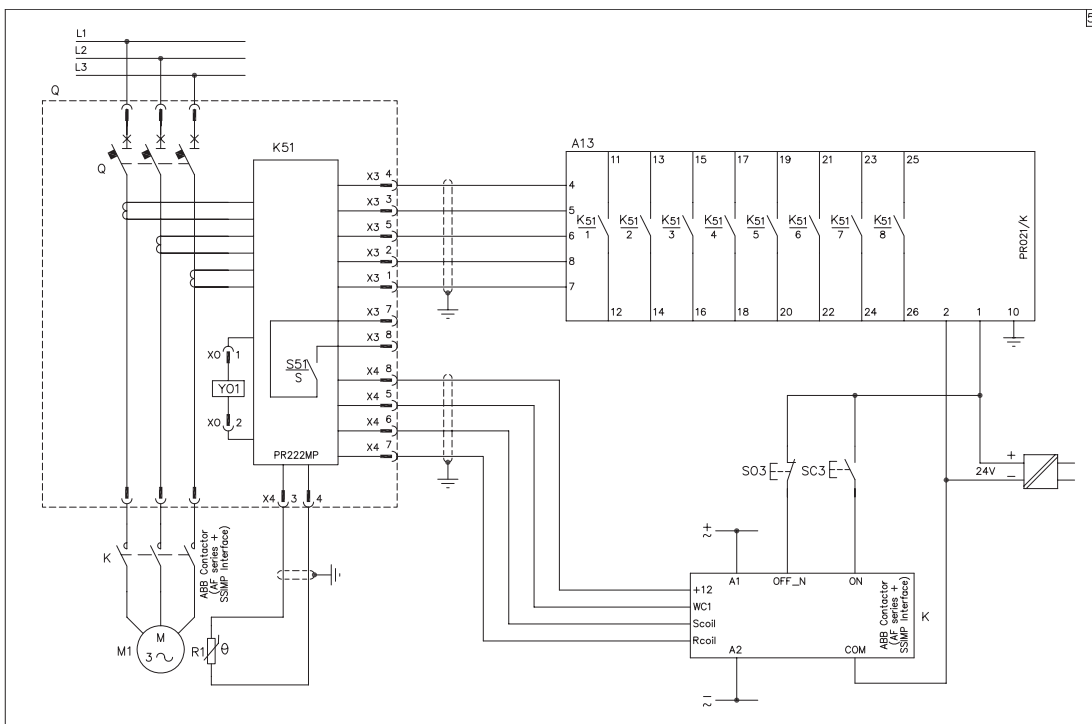 5
L1
L2
L3
Q
Q
K51
PR222MP
X3 4
X3 3
X3 5
X3 2
X3 1
X3 7
X3 8
X4 8
X4 5
X4 6
X4 7
S51
S
X0 1
Y01
X0 2
X4 3 4
A13
4
5
6
8
7
11 13 15 17 19 21 23 25
K51 K51 K51 K51 K51 K51 K51 K51
1 2 3 4 5 6 7 8
12 14 16 18 20 22 24 26 2 1 10
PR021/K
SO3 SC3
24V
+
−
K
ABB Contactor
(AF series +
SSIMP Interface)
M1
M
3 ~
R1
θ
+
~
A1 OFF_N ON
+12
WC1
Scoil
Rcoil
A2 COM
ABB Contactor
(AF series +
SSIMP Interface)
K
−
~